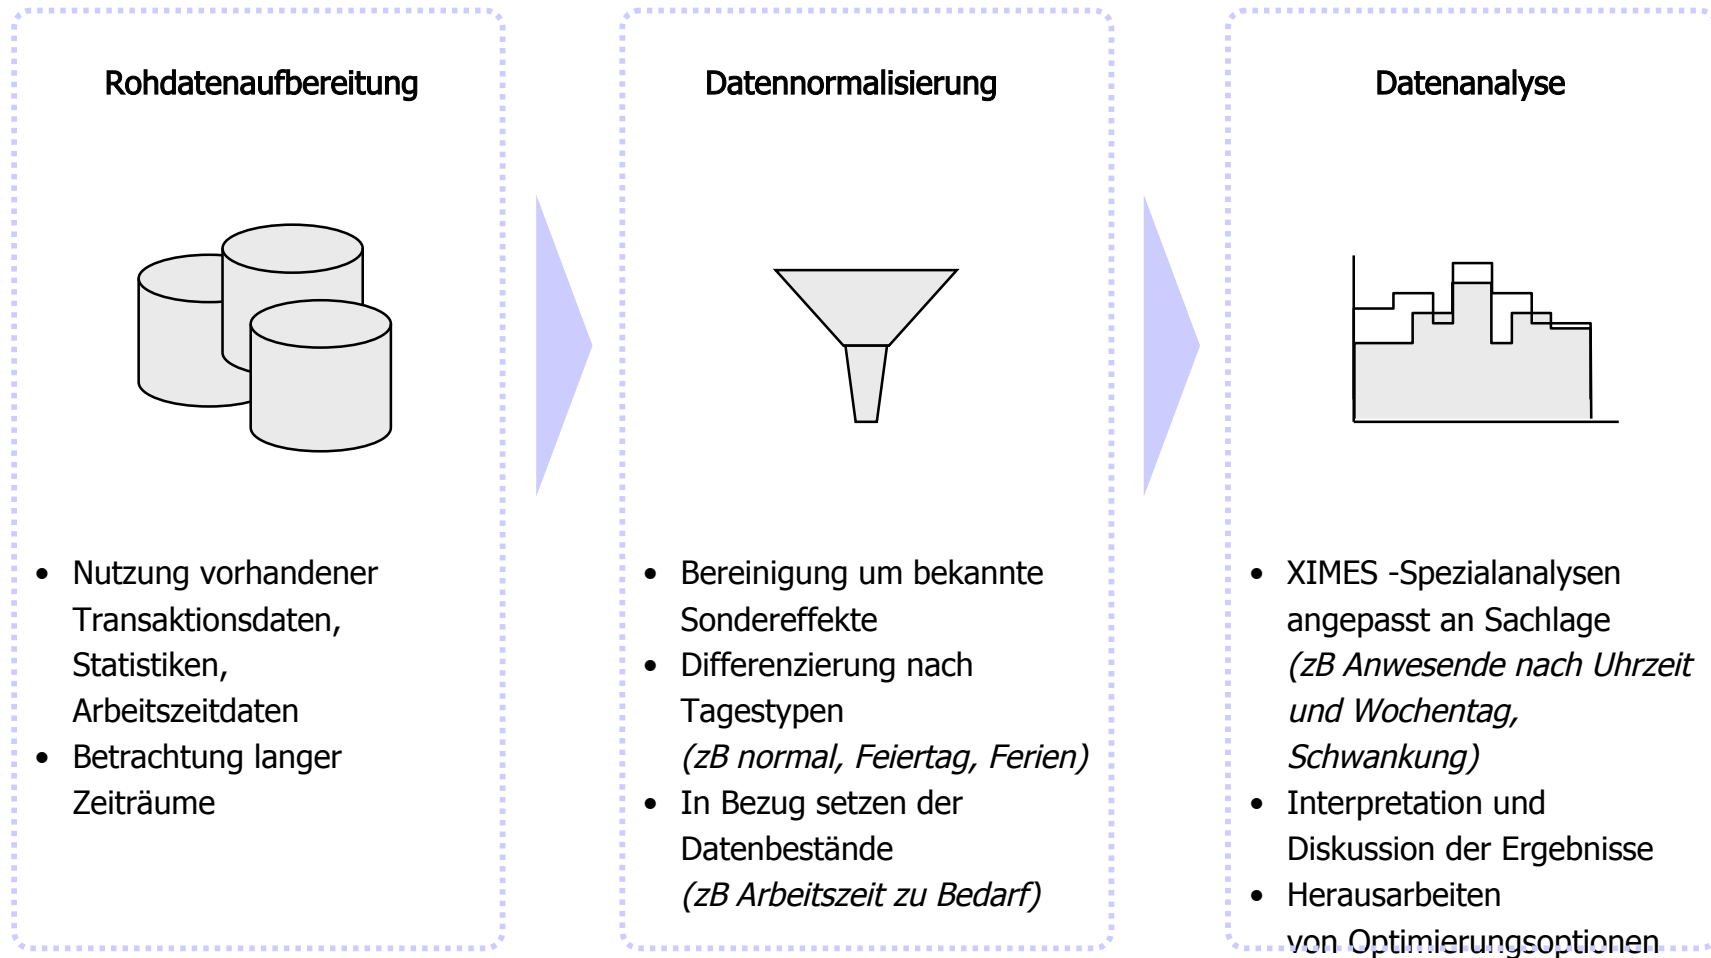 Rohdatenaufbereitung
• Nutzung vorhandener
Transaktionsdaten,
Statistiken,
Arbeitszeitdaten
• Betrachtung langer
Zeiträume
Datennormalisierung
• Bereinigung um bekannte
Sondereffekte
• Differenzierung nach
Tagestypen
(zB normal, Feiertag, Ferien)
• In Bezug setzen der
Datenbestände
(zB Arbeitszeit zu Bedarf)
Datenanalyse
• XIMES -Spezialanalysen
angepasst an Sachlage
(zB Anwesende nach Uhrzeit
und Wochentag,
Schwankung)
• Interpretation und
Diskussion der Ergebnisse
• Herausarbeiten
von Optimierungsoptionen